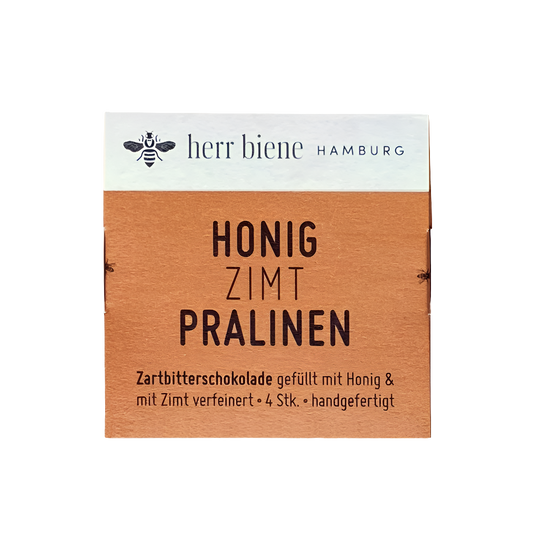 herr biene HAMBURG
HONIG
ZIMT
PRALINEN
Zartbitterschokolade gefüllt mit Honig &
mit Zimt verfeinert • 4 Stk. • handgefertigt